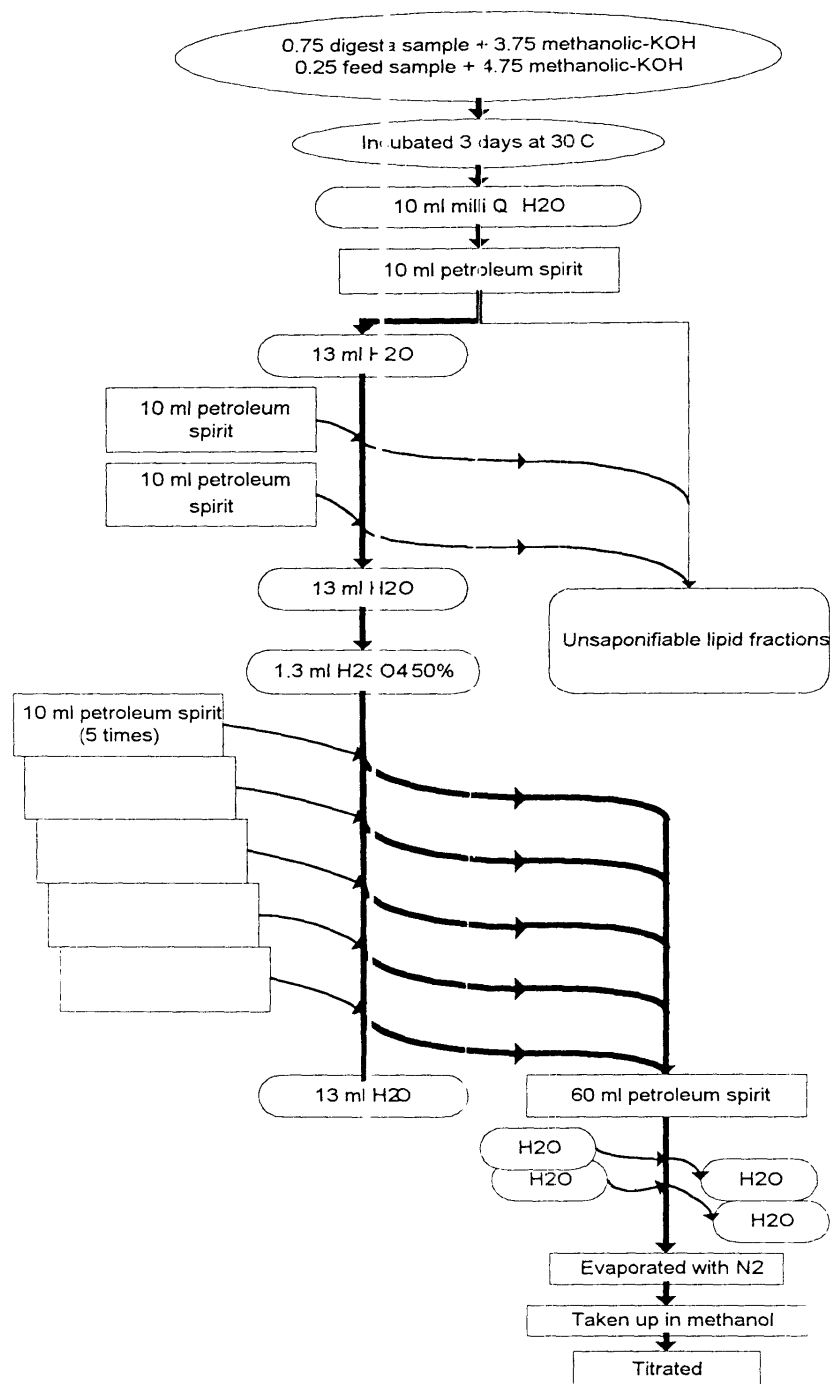 0.75 digesta sample + 3.75 methanolic-KOH
0.25 feed sample + 4.75 methanolic-KOH
Incubated 3 days at 30 C
10 ml milli Q H2O
10 ml petroleum spirit
13 ml H2O
10 ml petroleum
spirit
10 ml petroleum
spirit
13 ml H2O
Unsaponifiable lipid fractions
1.3 ml H2SO4 50%
10 ml petroleum spirit
(5 times)
13 ml H2O
60 ml petroleum spirit
H2O
H2O
H2O
H2O
Evaporated with N2
Taken up in methanol
Titrated